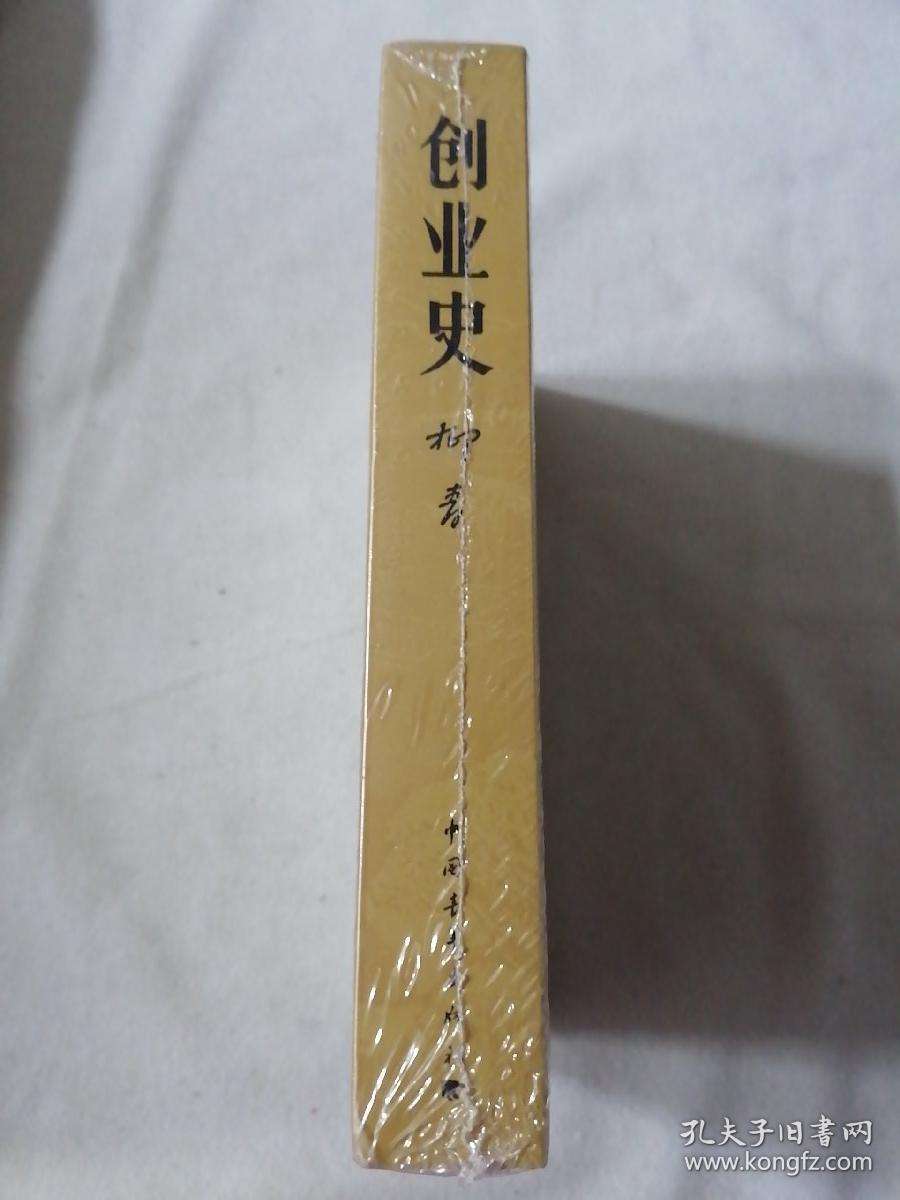 创业史
柳青
中国青年出版社
孔夫子旧書网
www.kongfz.com